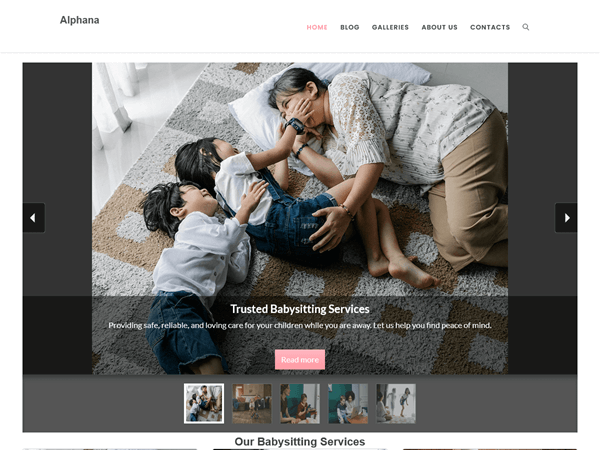 Alphana
HOME BLOG GALLERIES ABOUT US CONTACTS
Trusted Babysitting Services
Providing safe, reliable, and loving care for your children while you are away. Let us help you find peace of mind.
Read more
Our Babysitting Services